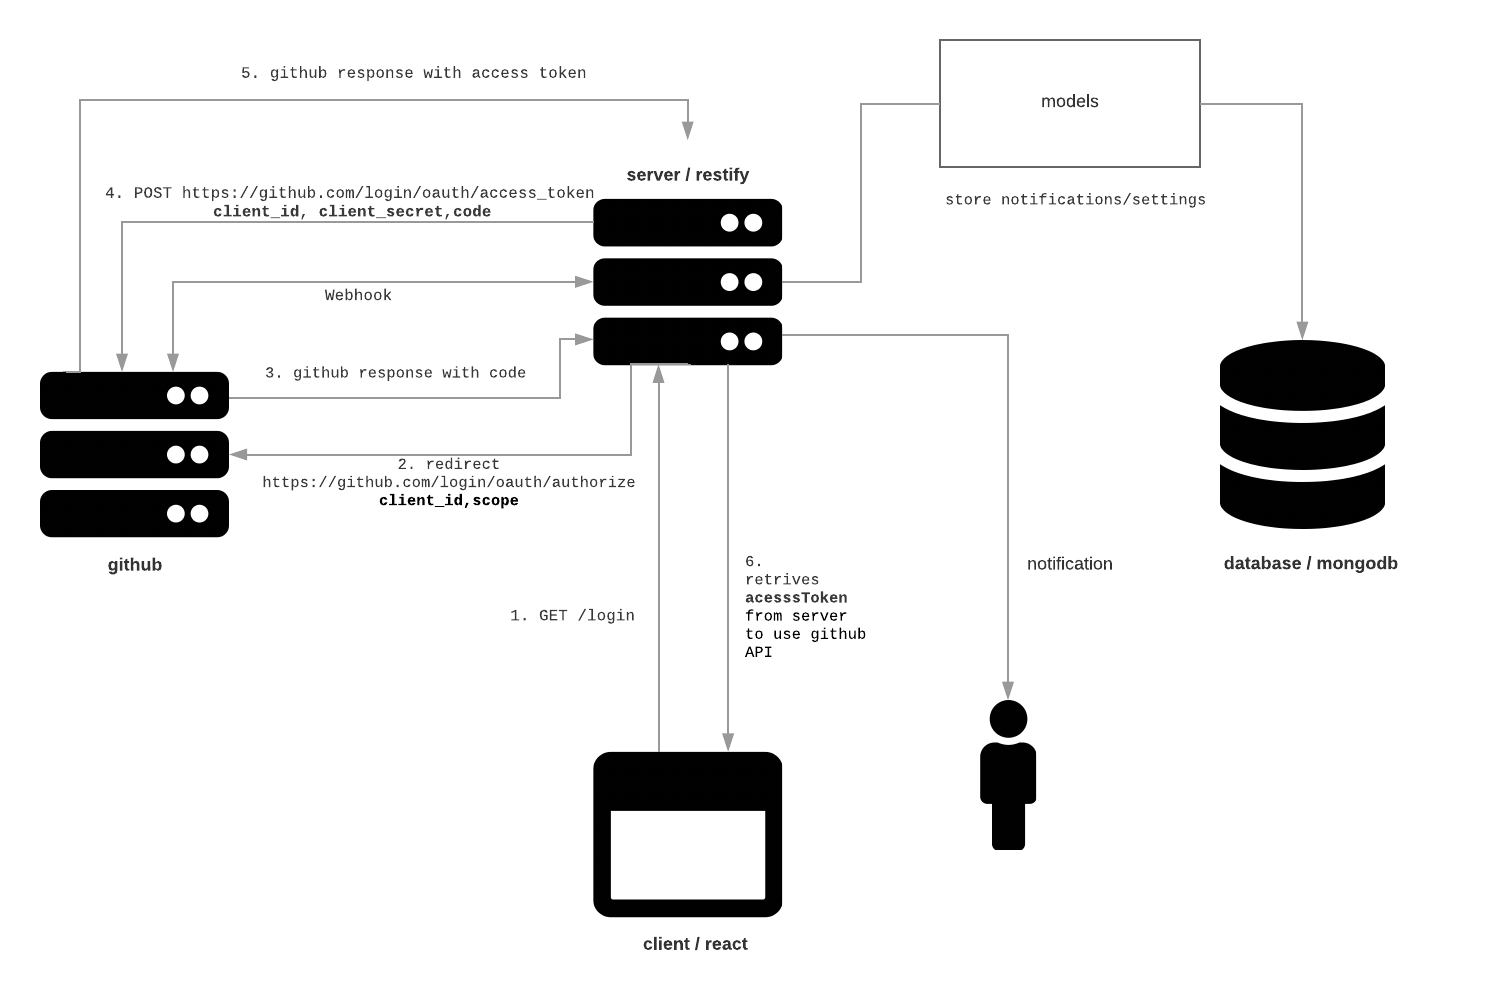 5. github response with access token
models
server / restify
4. POST https://github.com/login/oauth/access_token
client_id, client_secret,code
store notifications/settings
Webhook
3. github response with code
2. redirect
https://github.com/login/oauth/authorize
client_id,scope
github
database / mongodb
notification
6.
retrives
acesssToken
from server
to use github
API
1. GET /login
client / react